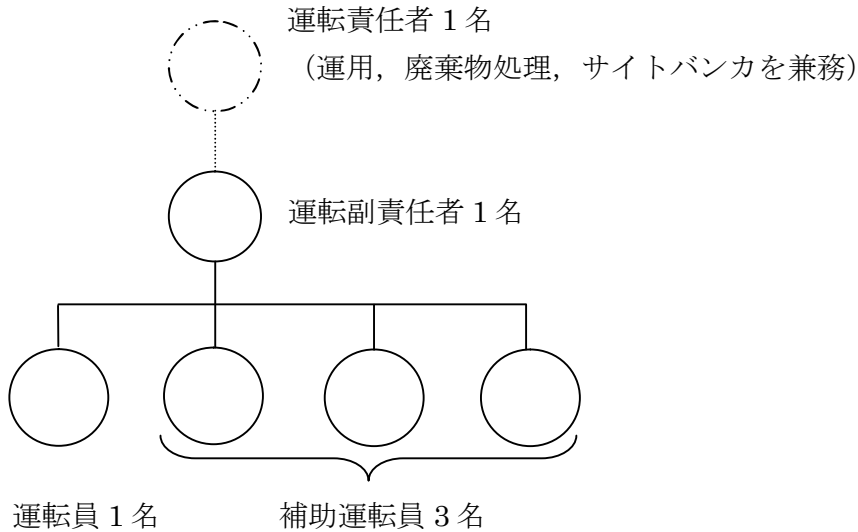 運転責任者 1 名
（運用，廃棄物処理，サイトバンカを兼務）
運転副責任者 1 名
運転員 1 名
補助運転員 3 名